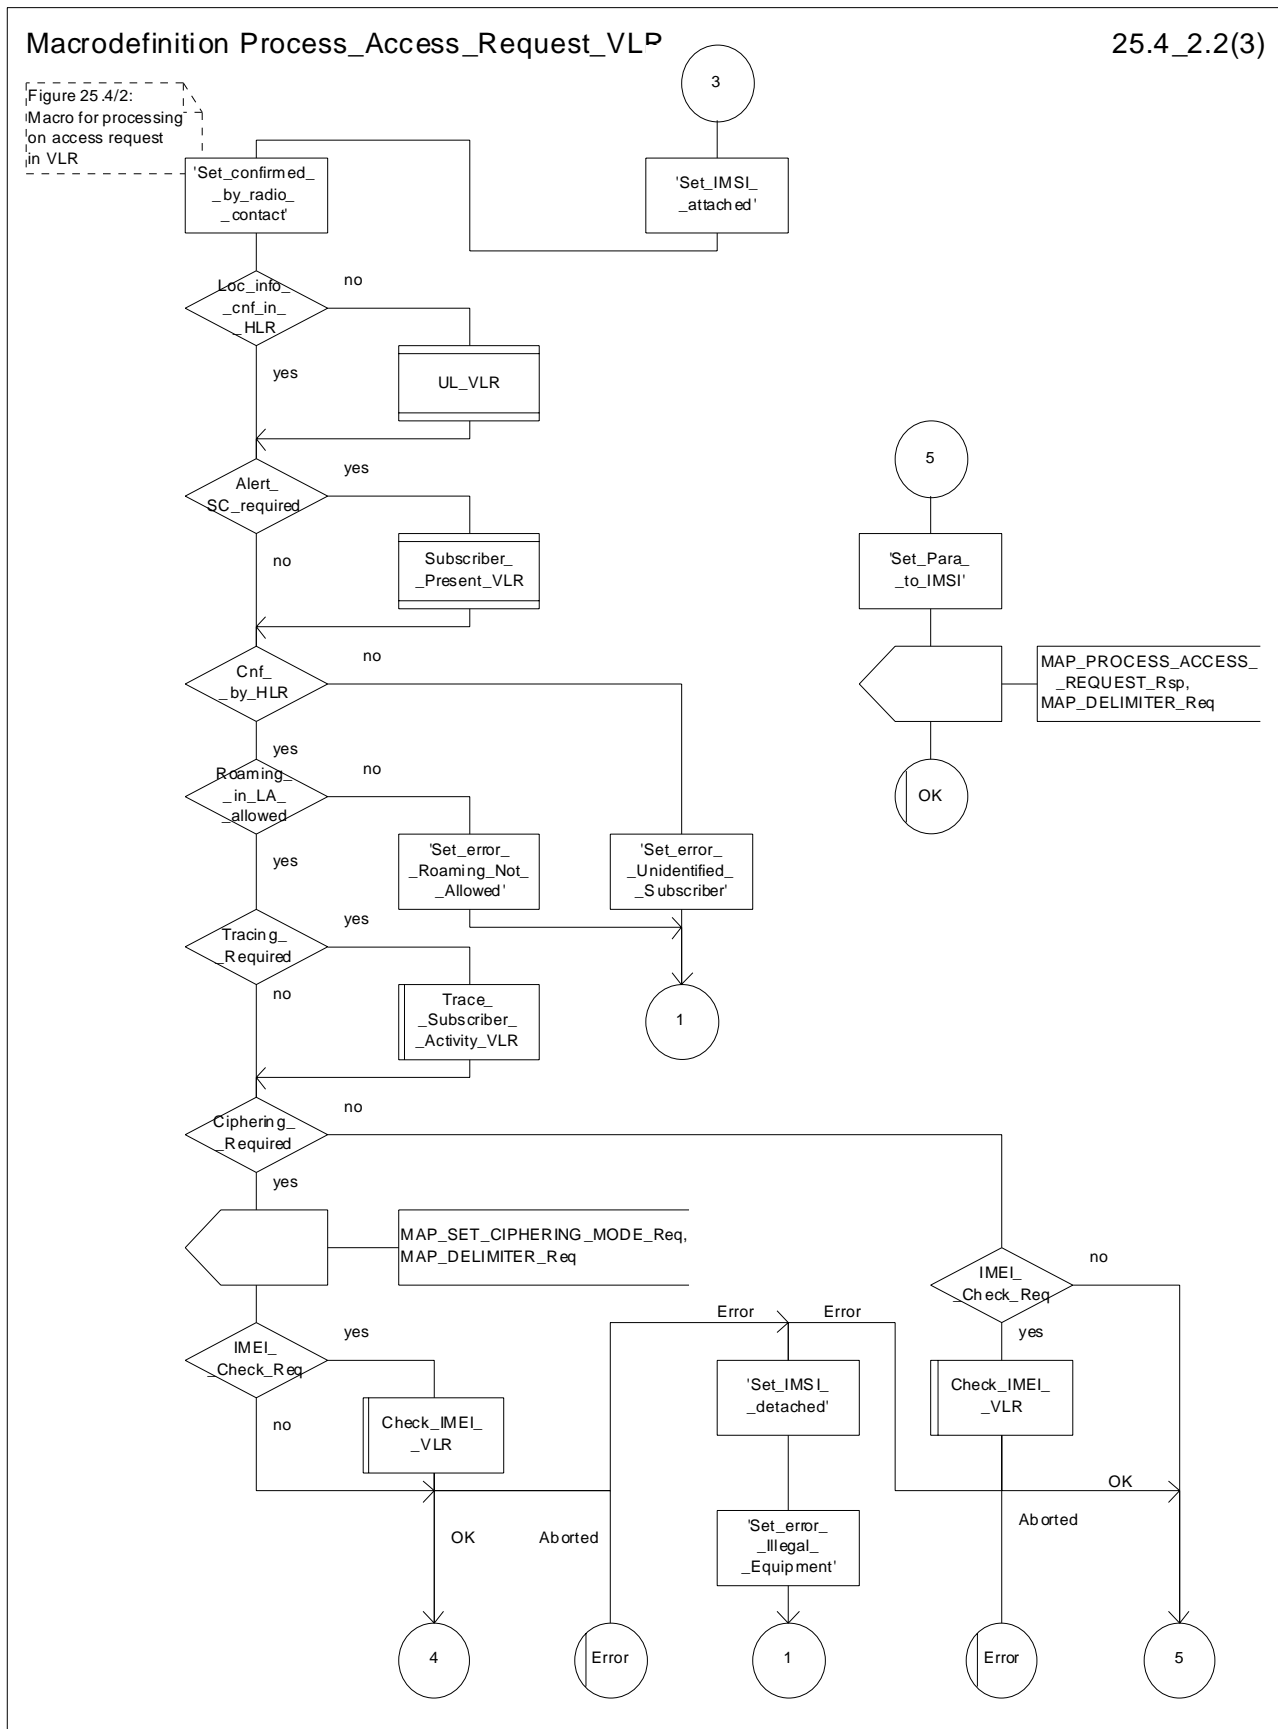 Macrodefinition Process_Access_Request_VLR
25.4_2.2(3)
Figure 25.4/2:
Macro for processing
on access request
in VLR
3
'Set_confirmed_
_by_radio_
_contact'
'Set_IMSI_
_attached'
Loc_info_
_cnf_in_
_HLR
no
yes
UL_VLR
5
Alert_
SC_required
yes
no
Subscriber_
_Present_VLR
'Set_Para_
_to_IMSI'
Cnf_
_by_HLR
no
yes
MAP_PROCESS_ACCESS_
_REQUEST_Rsp,
MAP_DELIMITER_Req
Roaming_
_in_LA_
_allowed
no
yes
OK
'Set_error_
_Roaming_Not_
_Allowed'
'Set_error_
_Unidentified_
_Subscriber'
Tracing_
_Required
yes
no
Trace_
_Subscriber_
_Activity_VLR
1
Ciphering_
_Required
no
yes
MAP_SET_CIPHERING_MODE_Req,
MAP_DELIMITER_Req
IMEI_
_Check_Req
no
yes
IMEI_
_Check_Req
yes
no
Error
Error
'Set_IMSI_
_detached'
Check_IMEI_
_VLR
Check_IMEI_
_VLR
OK
OK
Aborted
'Set_error_
_Illegal_
_Equipment'
Aborted
4
Error
1
Error
5